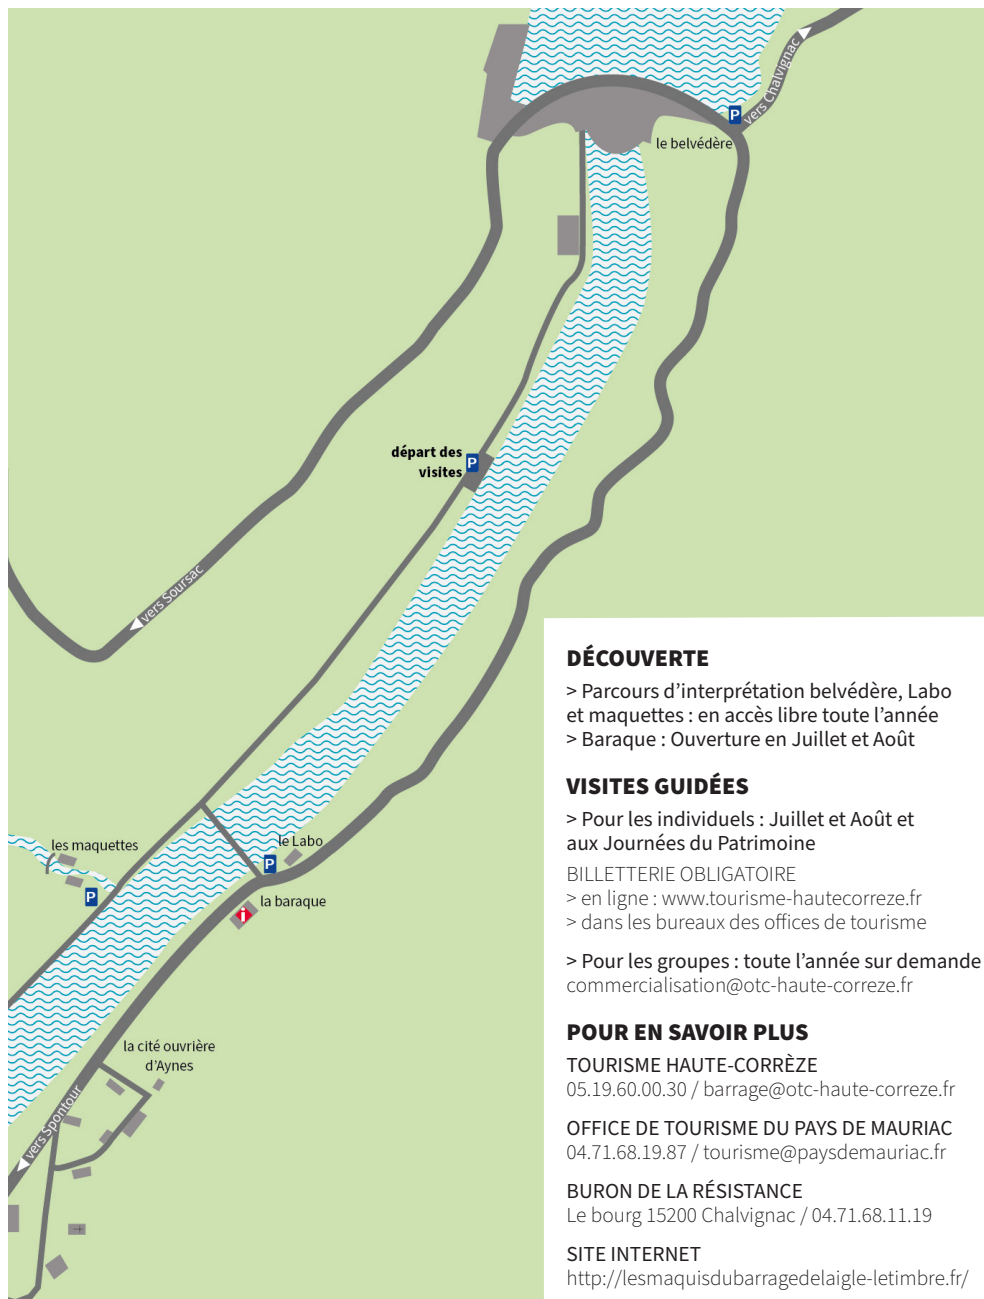 vers Chalvignac
P
le belvédère
départ des
visites
P
vers Soursac
les maquettes
P
le Labo
P
la baraque
i
la cité ouvrière
d’Aynes
vers Spontour
DÉCOUVERTE
> Parcours d’interprétation belvédère, Labo
et maquettes : en accès libre toute l’année
> Baraque : Ouverture en Juillet et Août
VISITES GUIDÉES
> Pour les individuels : Juillet et Août et
aux Journées du Patrimoine
BILLETTERIE OBLIGATOIRE
> en ligne : www.tourisme-hautecorreze.fr
> dans les bureaux des offices de tourisme
> Pour les groupes : toute l’année sur demande
commercialisation@otc-haute-correze.fr
POUR EN SAVOIR PLUS
TOURISME HAUTE-CORRÈZE
05.19.60.00.30 / barrage@otc-haute-correze.fr
OFFICE DE TOURISME DU PAYS DE MAURIAC
04.71.68.19.87 / tourisme@paysdemauriac.fr
BURON DE LA RÉSISTANCE
Le bourg 15200 Chalvignac / 04.71.68.11.19
SITE INTERNET
http://lesmaquisdubarragedelaigle-letimbre.fr/